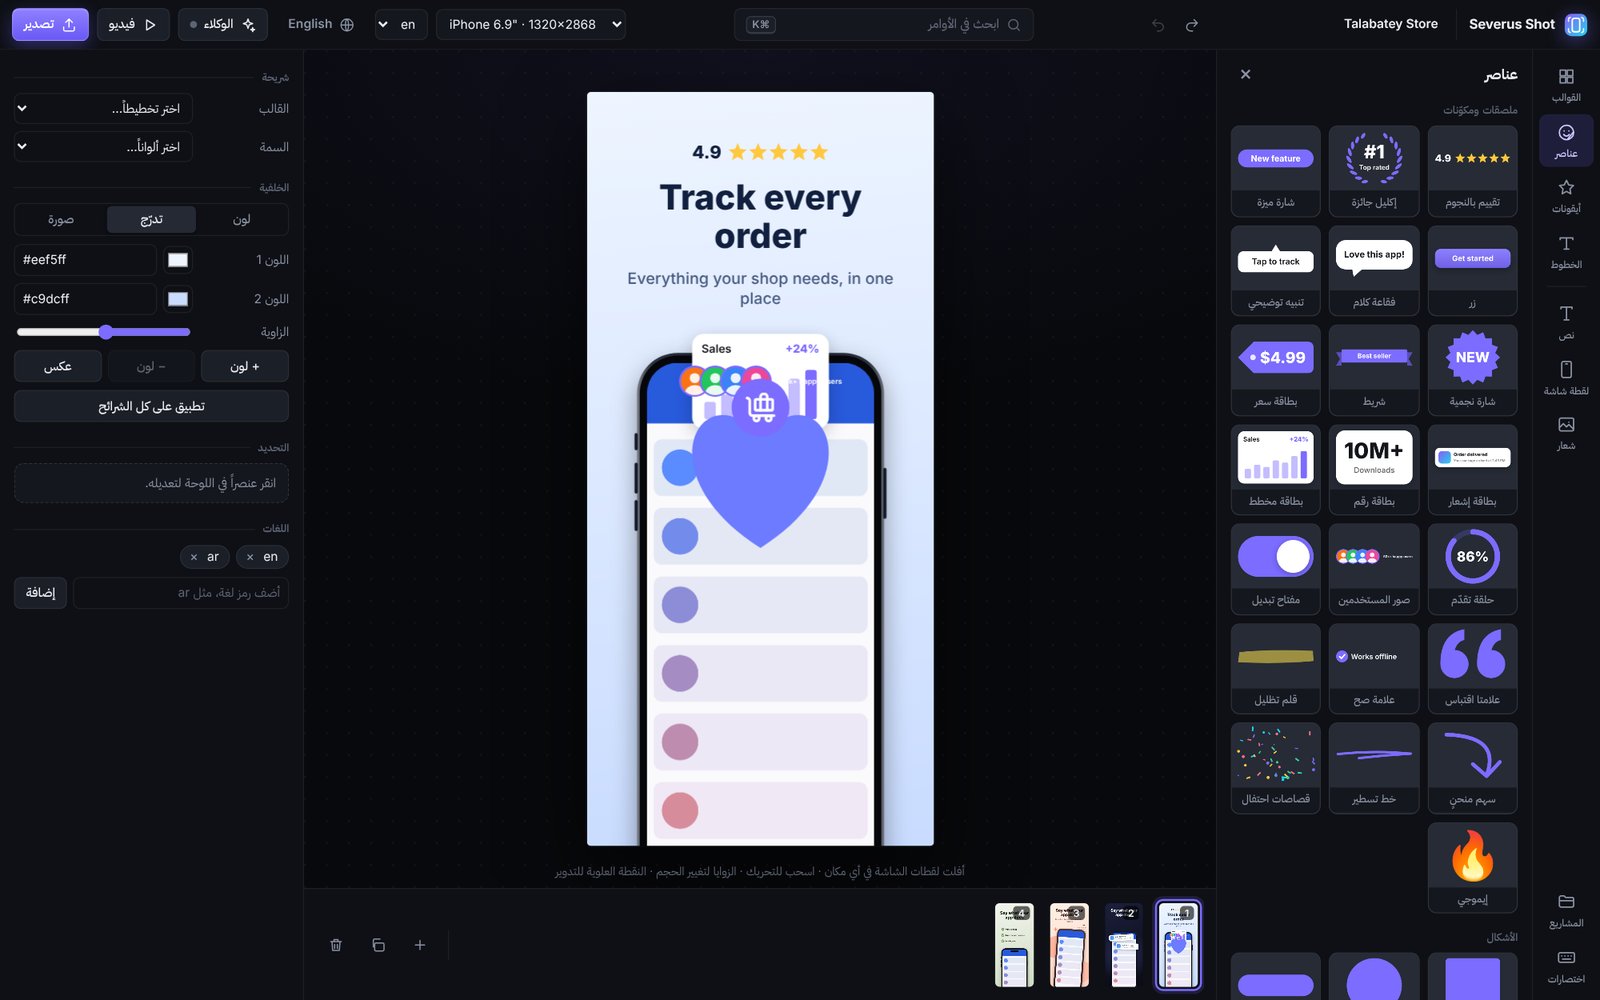 Severus Shot
Talabatey Store
ابحث في الأوامر
⌘K
iPhone 6.9" · 1320×2868
en
English
الوكلاء
فيديو
تصدير
القوالب
عناصر
أيقونات
الخطوط
نص
لقطة شاشة
شعار
المشاريع
اختصارات
عناصر
ملصقات ومكوّنات
4.9
تقييم بالنجوم
#1
Top rated
إكليل جائزة
New feature
شارة ميزة
Get started
زر
Love this app!
فقاعة كلام
Tap to track
تنبيه توضيحي
NEW
شارة نجمية
Best seller
شريط
$4.99
بطاقة سعر
Order delivered
بطاقة إشعار
10M+
Downloads
بطاقة رقم
Sales
+24%
بطاقة مخطط
86%
حلقة تقدّم
صور المستخدمين
مفتاح تبديل
علامتا اقتباس
Works offline
علامة صح
قلم تظليل
سهم منحنٍ
خط تسطير
قصاصات احتفال
إيموجي
الأشكال
4.9
Track every
order
Everything your shop needs, in one
place
Sales
+24%
أفلت لقطات الشاشة في أي مكان · اسحب للتحريك · الزوايا لتغيير الحجم · النقطة العلوية للتدوير
1
2
3
4
شريحة
القالب
اختر تخطيطاً...
السمة
اختر ألواناً...
الخلفية
لون
تدرّج
صورة
اللون 1
#eef5ff
اللون 2
#c9dcff
الزاوية
+ لون
− لون
عكس
تطبيق على كل الشرائح
التحديد
انقر عنصراً في اللوحة لتعديله.
اللغات
en ×
ar ×
أضف رمز لغة، مثل ar
إضافة